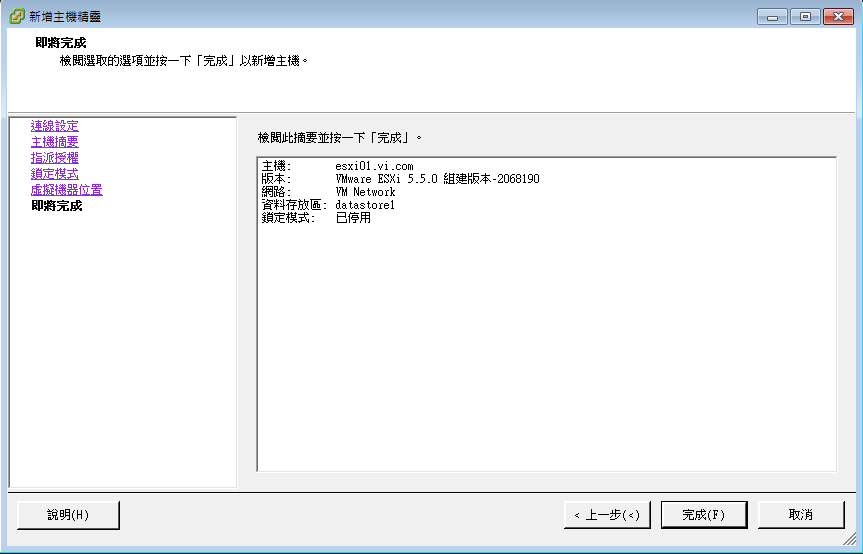 新增主機精靈
即將完成
檢閱選取的選項並按一下「完成」以新增主機。
連線設定
主機摘要
指派授權
鎖定模式
虛擬機器位置
即將完成
檢閱此摘要並按一下「完成」。
主機: esxi01.vi.com
版本: VMware ESXi 5.5.0 組建版本-2068190
網路: VM Network
資料存放區: datastore1
鎖定模式: 已停用
說明(H)
< 上一步(<)
完成(F)
取消